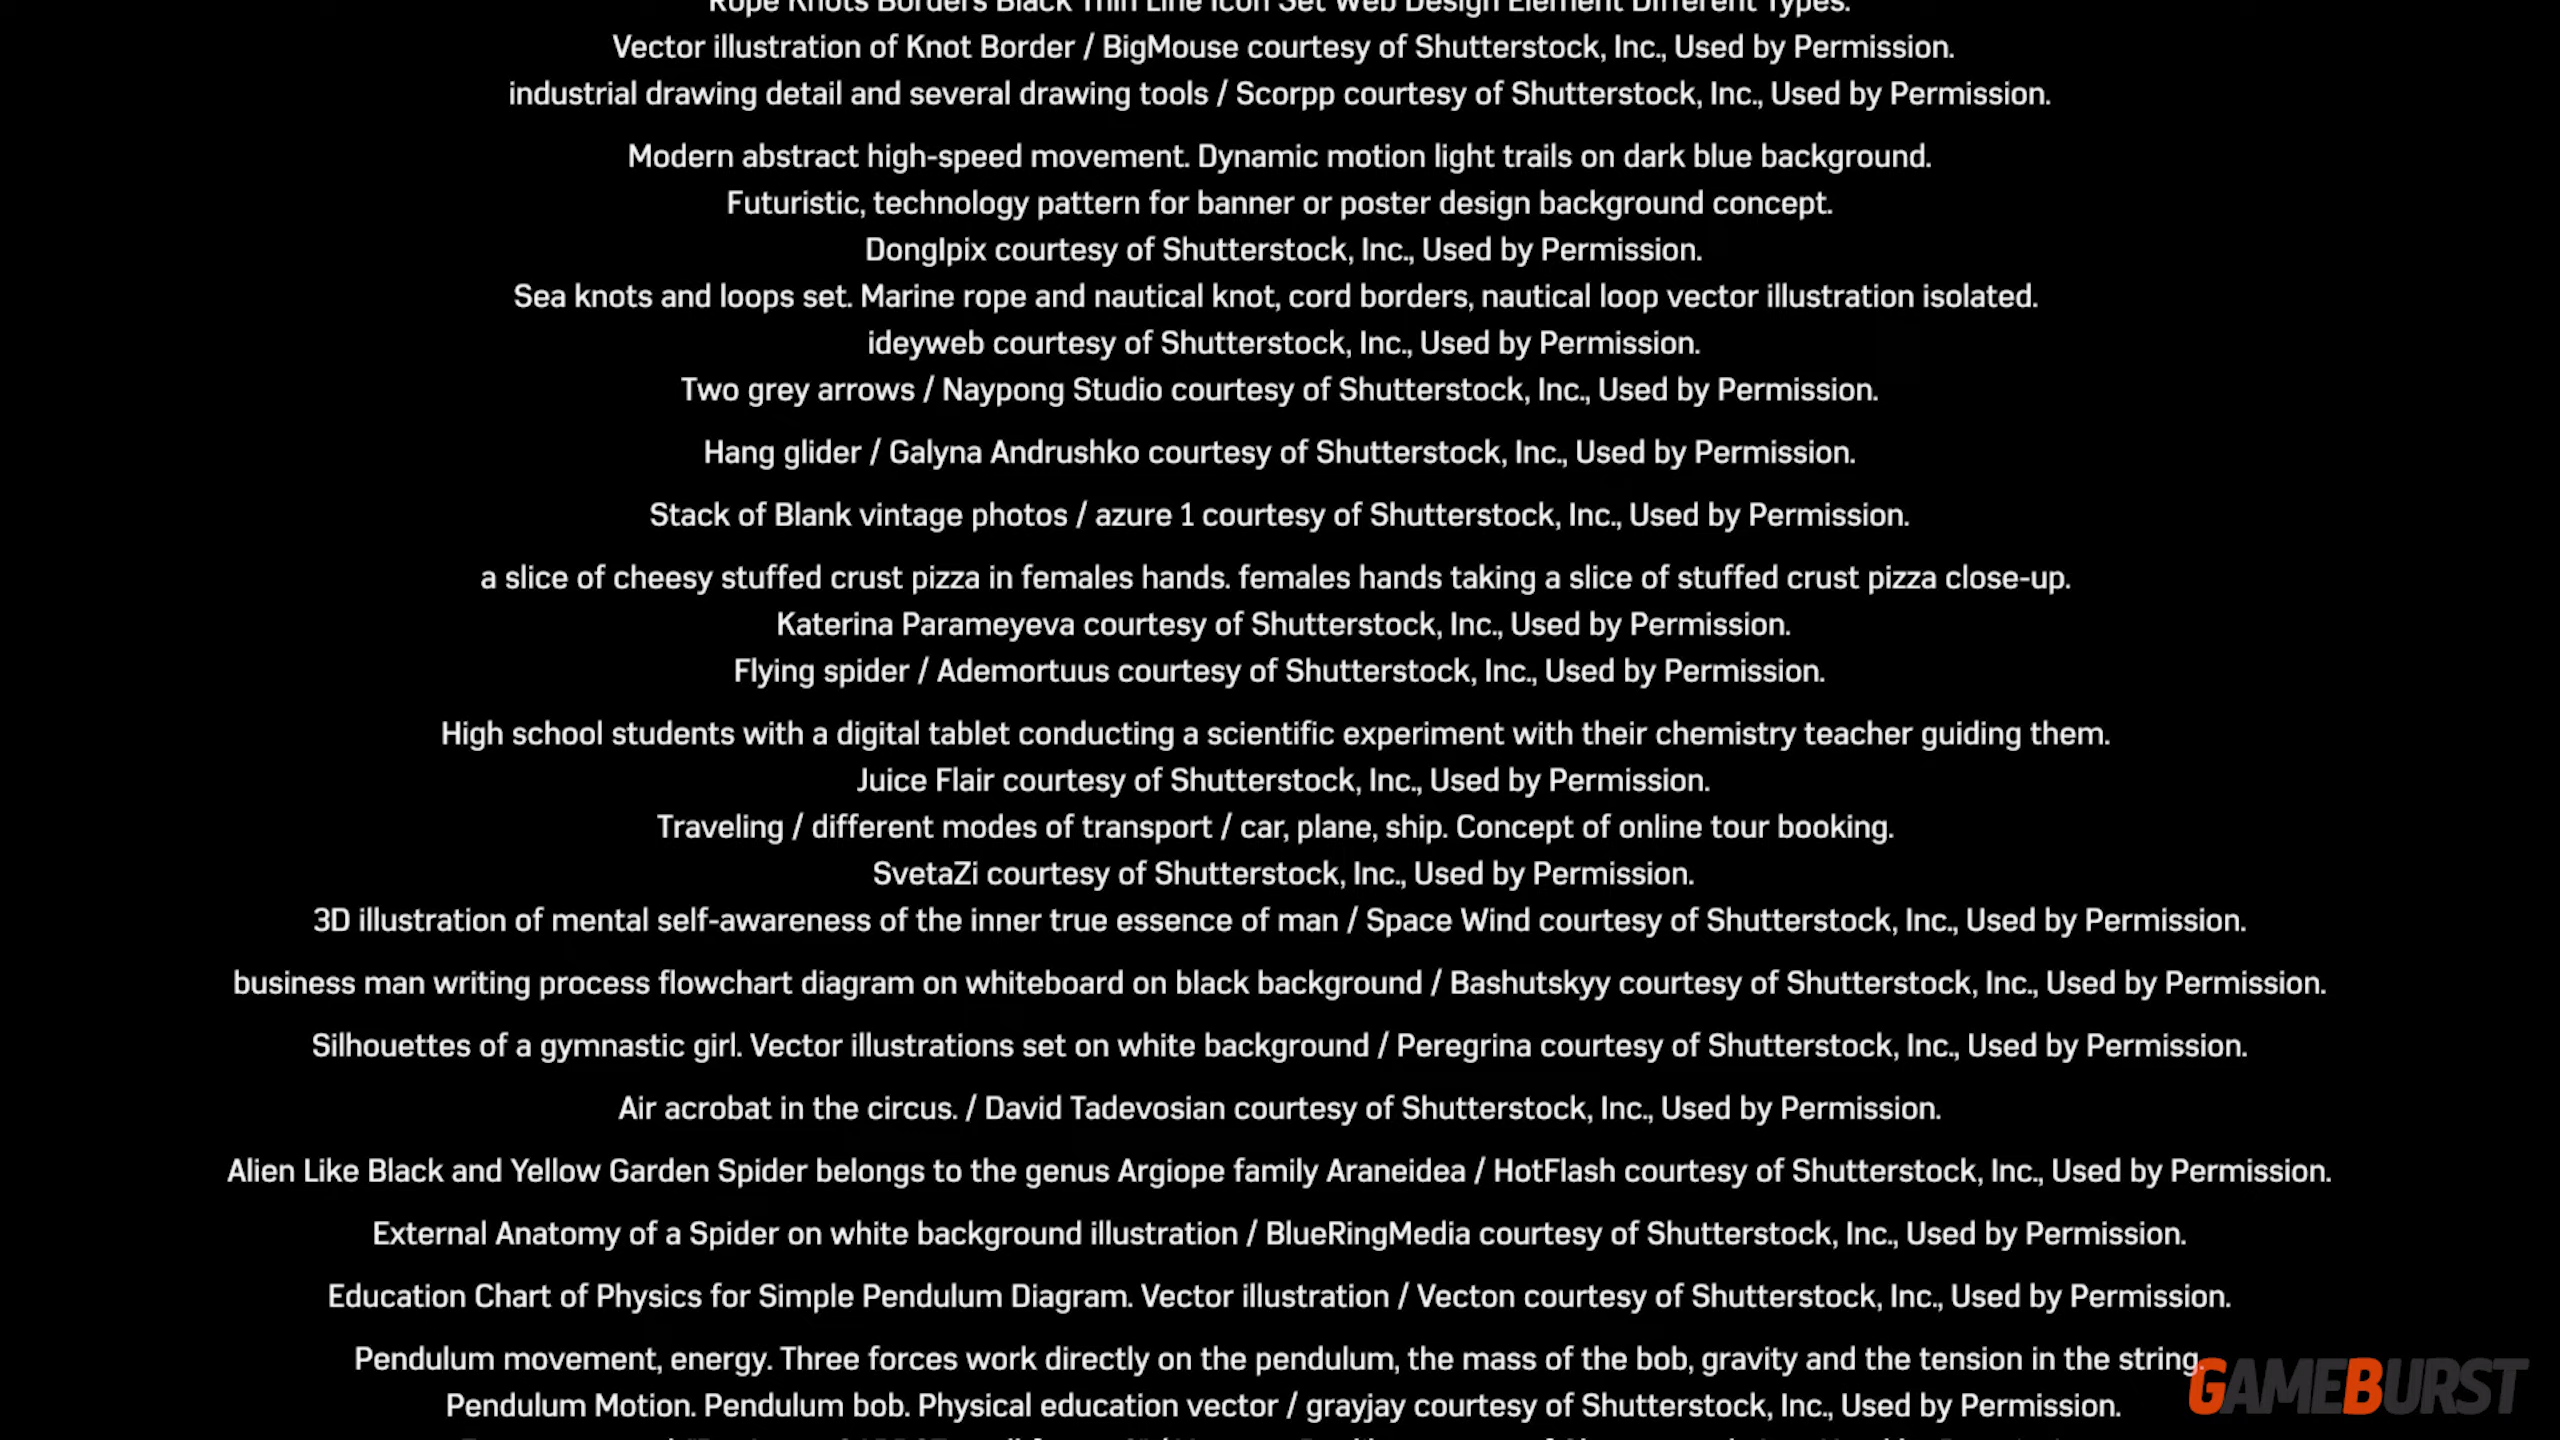 Rope Knots Borders Black Thin Line Icon Set Web Design Element Different Types.
Vector illustration of Knot Border / BigMouse courtesy of Shutterstock, Inc., Used by Permission.
industrial drawing detail and several drawing tools / Scorpp courtesy of Shutterstock, Inc., Used by Permission.
Modern abstract high-speed movement. Dynamic motion light trails on dark blue background.
Futuristic, technology pattern for banner or poster design background concept.
DongIpix courtesy of Shutterstock, Inc., Used by Permission.
Sea knots and loops set. Marine rope and nautical knot, cord borders, nautical loop vector illustration isolated.
ideyweb courtesy of Shutterstock, Inc., Used by Permission.
Two grey arrows / Naypong Studio courtesy of Shutterstock, Inc., Used by Permission.
Hang glider / Galyna Andrushko courtesy of Shutterstock, Inc., Used by Permission.
Stack of Blank vintage photos / azure 1 courtesy of Shutterstock, Inc., Used by Permission.
a slice of cheesy stuffed crust pizza in females hands. females hands taking a slice of stuffed crust pizza close-up.
Katerina Parameyeva courtesy of Shutterstock, Inc., Used by Permission.
Flying spider / Ademortuus courtesy of Shutterstock, Inc., Used by Permission.
High school students with a digital tablet conducting a scientific experiment with their chemistry teacher guiding them.
Juice Flair courtesy of Shutterstock, Inc., Used by Permission.
Traveling / different modes of transport / car, plane, ship. Concept of online tour booking.
SvetaZi courtesy of Shutterstock, Inc., Used by Permission.
3D illustration of mental self-awareness of the inner true essence of man / Space Wind courtesy of Shutterstock, Inc., Used by Permission.
business man writing process flowchart diagram on whiteboard on black background / Bashutskyy courtesy of Shutterstock, Inc., Used by Permission.
Silhouettes of a gymnastic girl. Vector illustrations set on white background / Peregrina courtesy of Shutterstock, Inc., Used by Permission.
Air acrobat in the circus. / David Tadevosian courtesy of Shutterstock, Inc., Used by Permission.
Alien Like Black and Yellow Garden Spider belongs to the genus Argiope family Araneidea / HotFlash courtesy of Shutterstock, Inc., Used by Permission.
External Anatomy of a Spider on white background illustration / BlueRingMedia courtesy of Shutterstock, Inc., Used by Permission.
Education Chart of Physics for Simple Pendulum Diagram. Vector illustration / Vecton courtesy of Shutterstock, Inc., Used by Permission.
Pendulum movement, energy. Three forces work directly on the pendulum, the mass of the bob, gravity and the tension in the string.
Pendulum Motion. Pendulum bob. Physical education vector / grayjay courtesy of Shutterstock, Inc., Used by Permission.
GAMEBURST